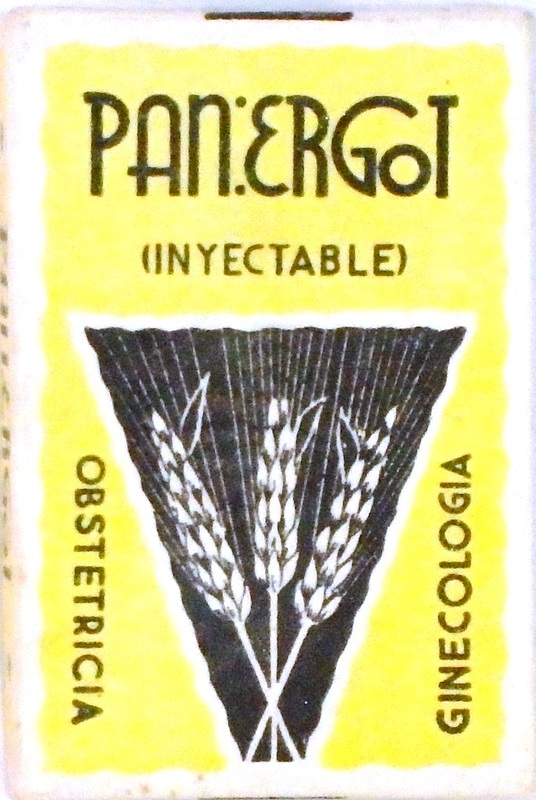 PAN:ERGOT
(INYECTABLE)
OBSTETRICIA
GINECOLOGIA